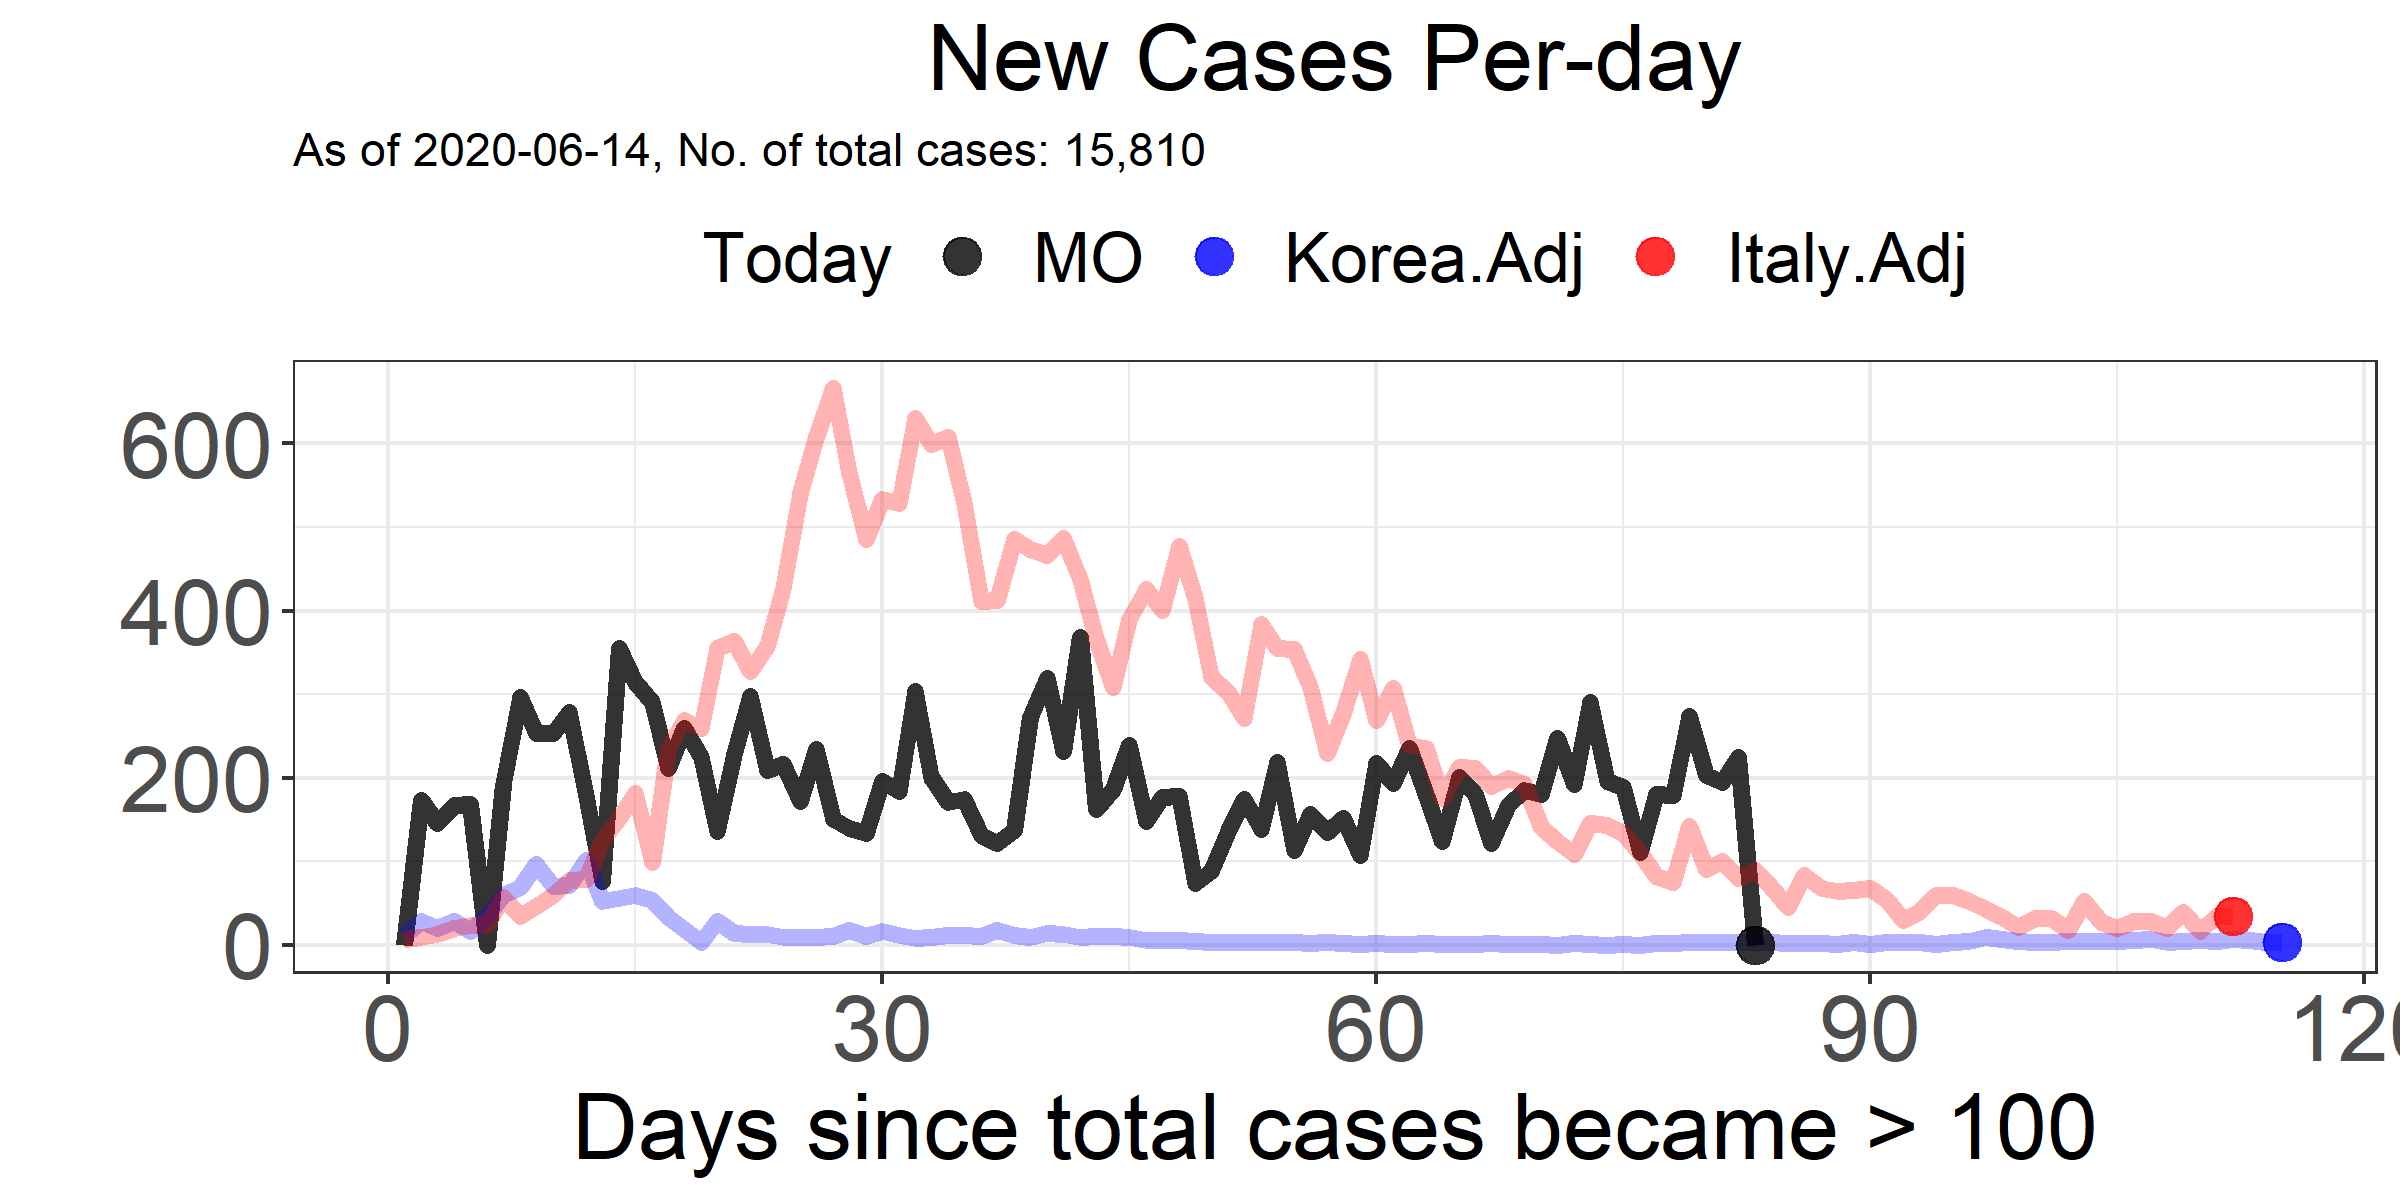 New Cases Per-day
As of 2020-06-14, No. of total cases: 15,810
Today MO Korea.Adj Italy.Adj
600
400
200
0
0 30 60 90 120
Days since total cases became > 100